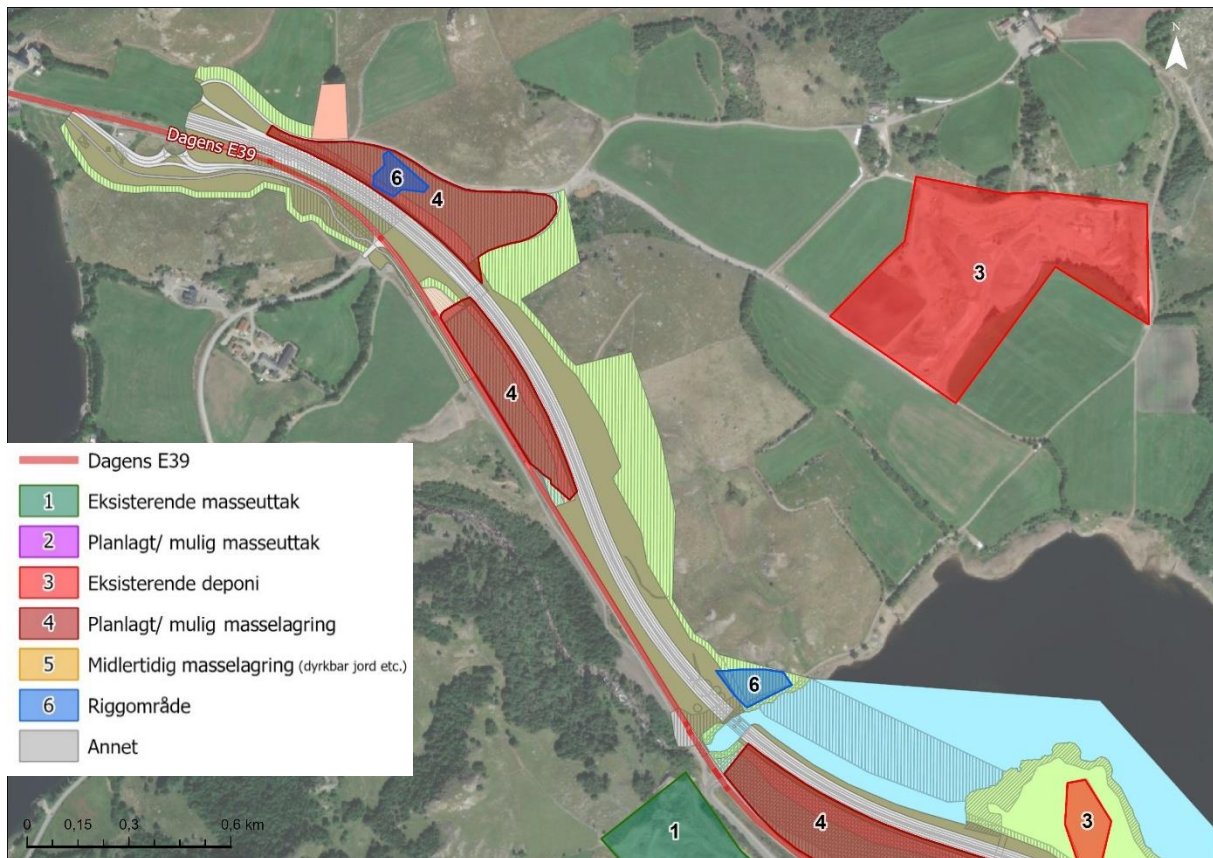 N
Dagens E39
6
4
3
4
Dagens E39
1 Eksisterende masseuttak
2 Planlagt/ mulig masseuttak
3 Eksisterende deponi
4 Planlagt/ mulig masselagring
5 Midlertidig masselagring (dyrkbar jord etc.)
6 Riggområde
Annet
6
3
4
1
0 0,15 0,3 0,6 km